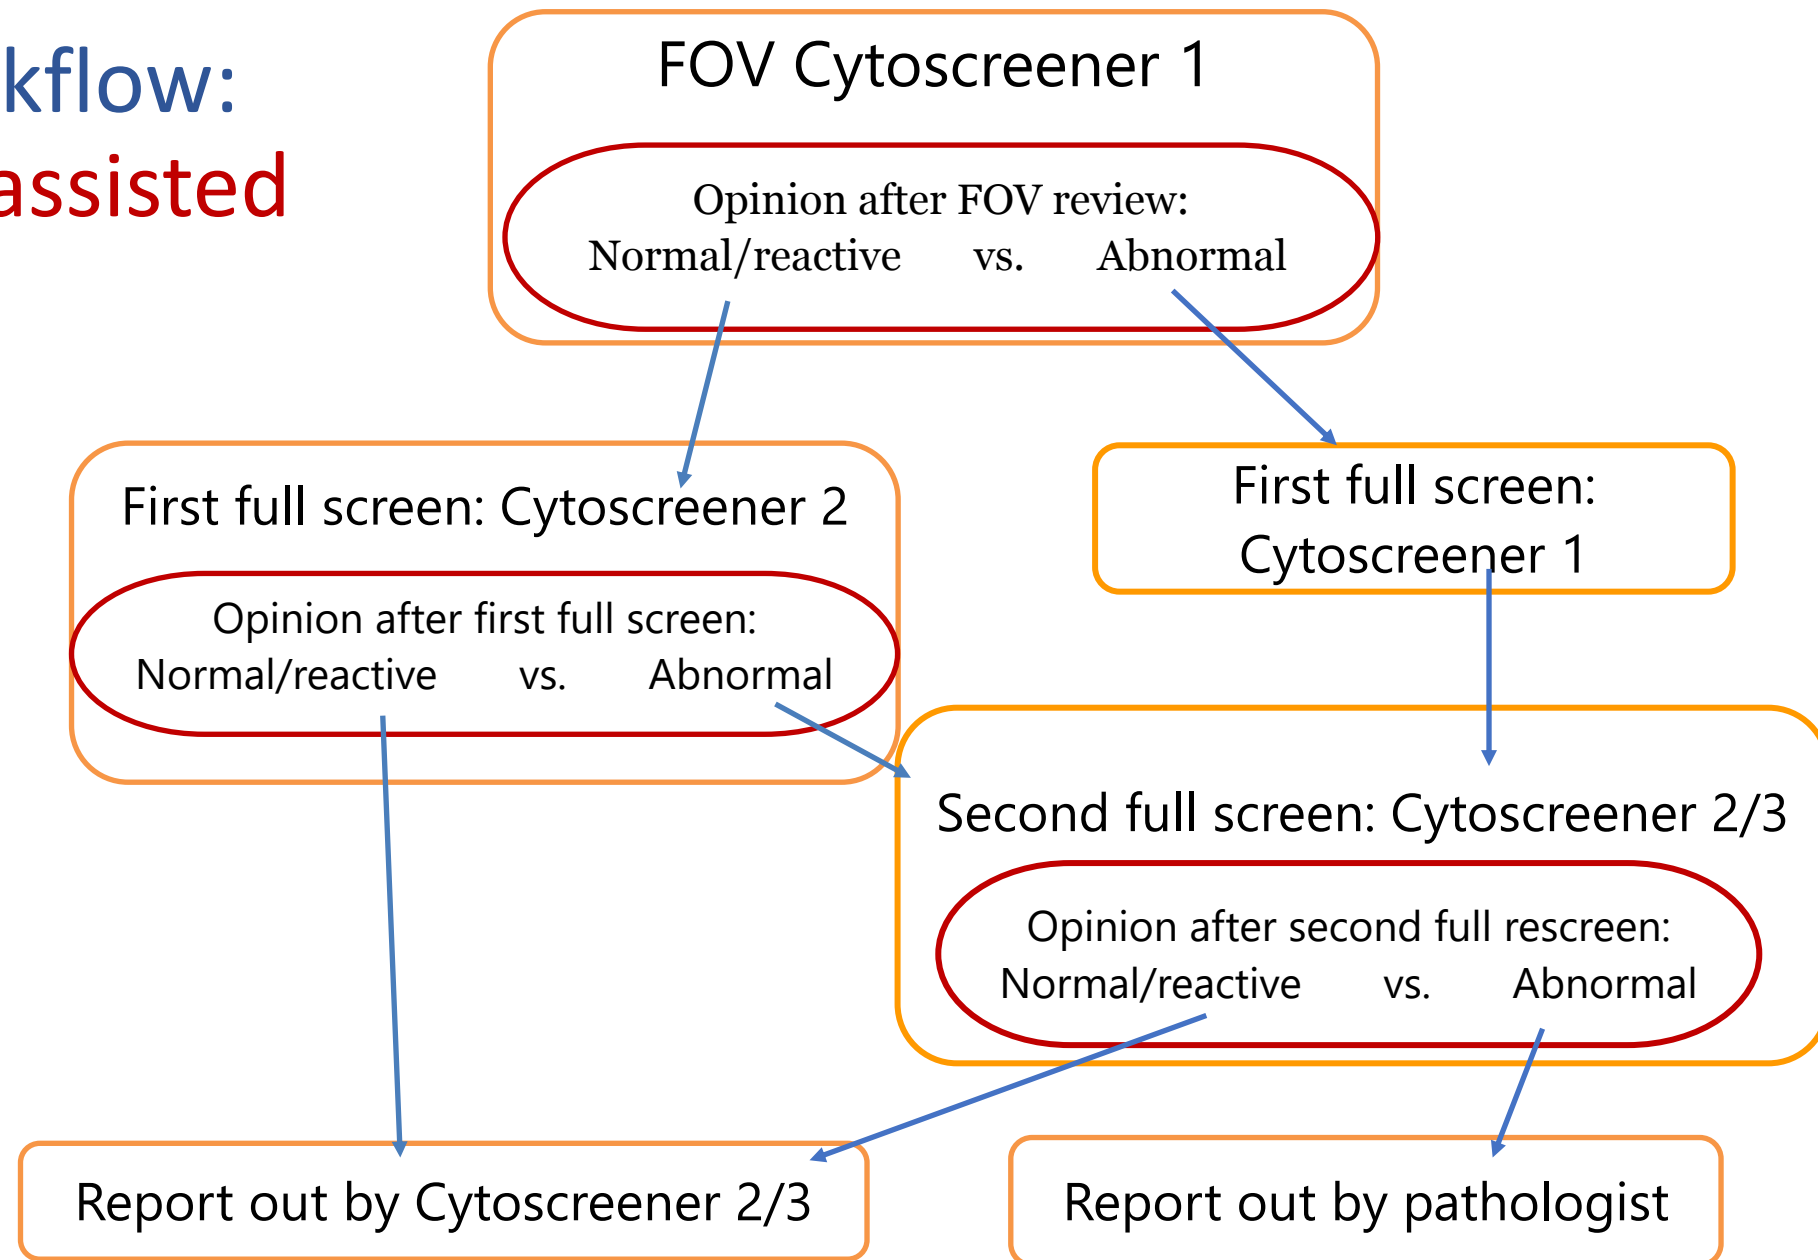 kflow:
assisted
FOV Cytoscreener 1
Opinion after FOV review:
Normal/reactive vs. Abnormal
First full screen: Cytoscreener 2
Opinion after first full screen:
Normal/reactive vs. Abnormal
First full screen:
Cytoscreener 1
Second full screen: Cytoscreener 2/3
Opinion after second full rescreen:
Normal/reactive vs. Abnormal
Report out by Cytoscreener 2/3
Report out by pathologist